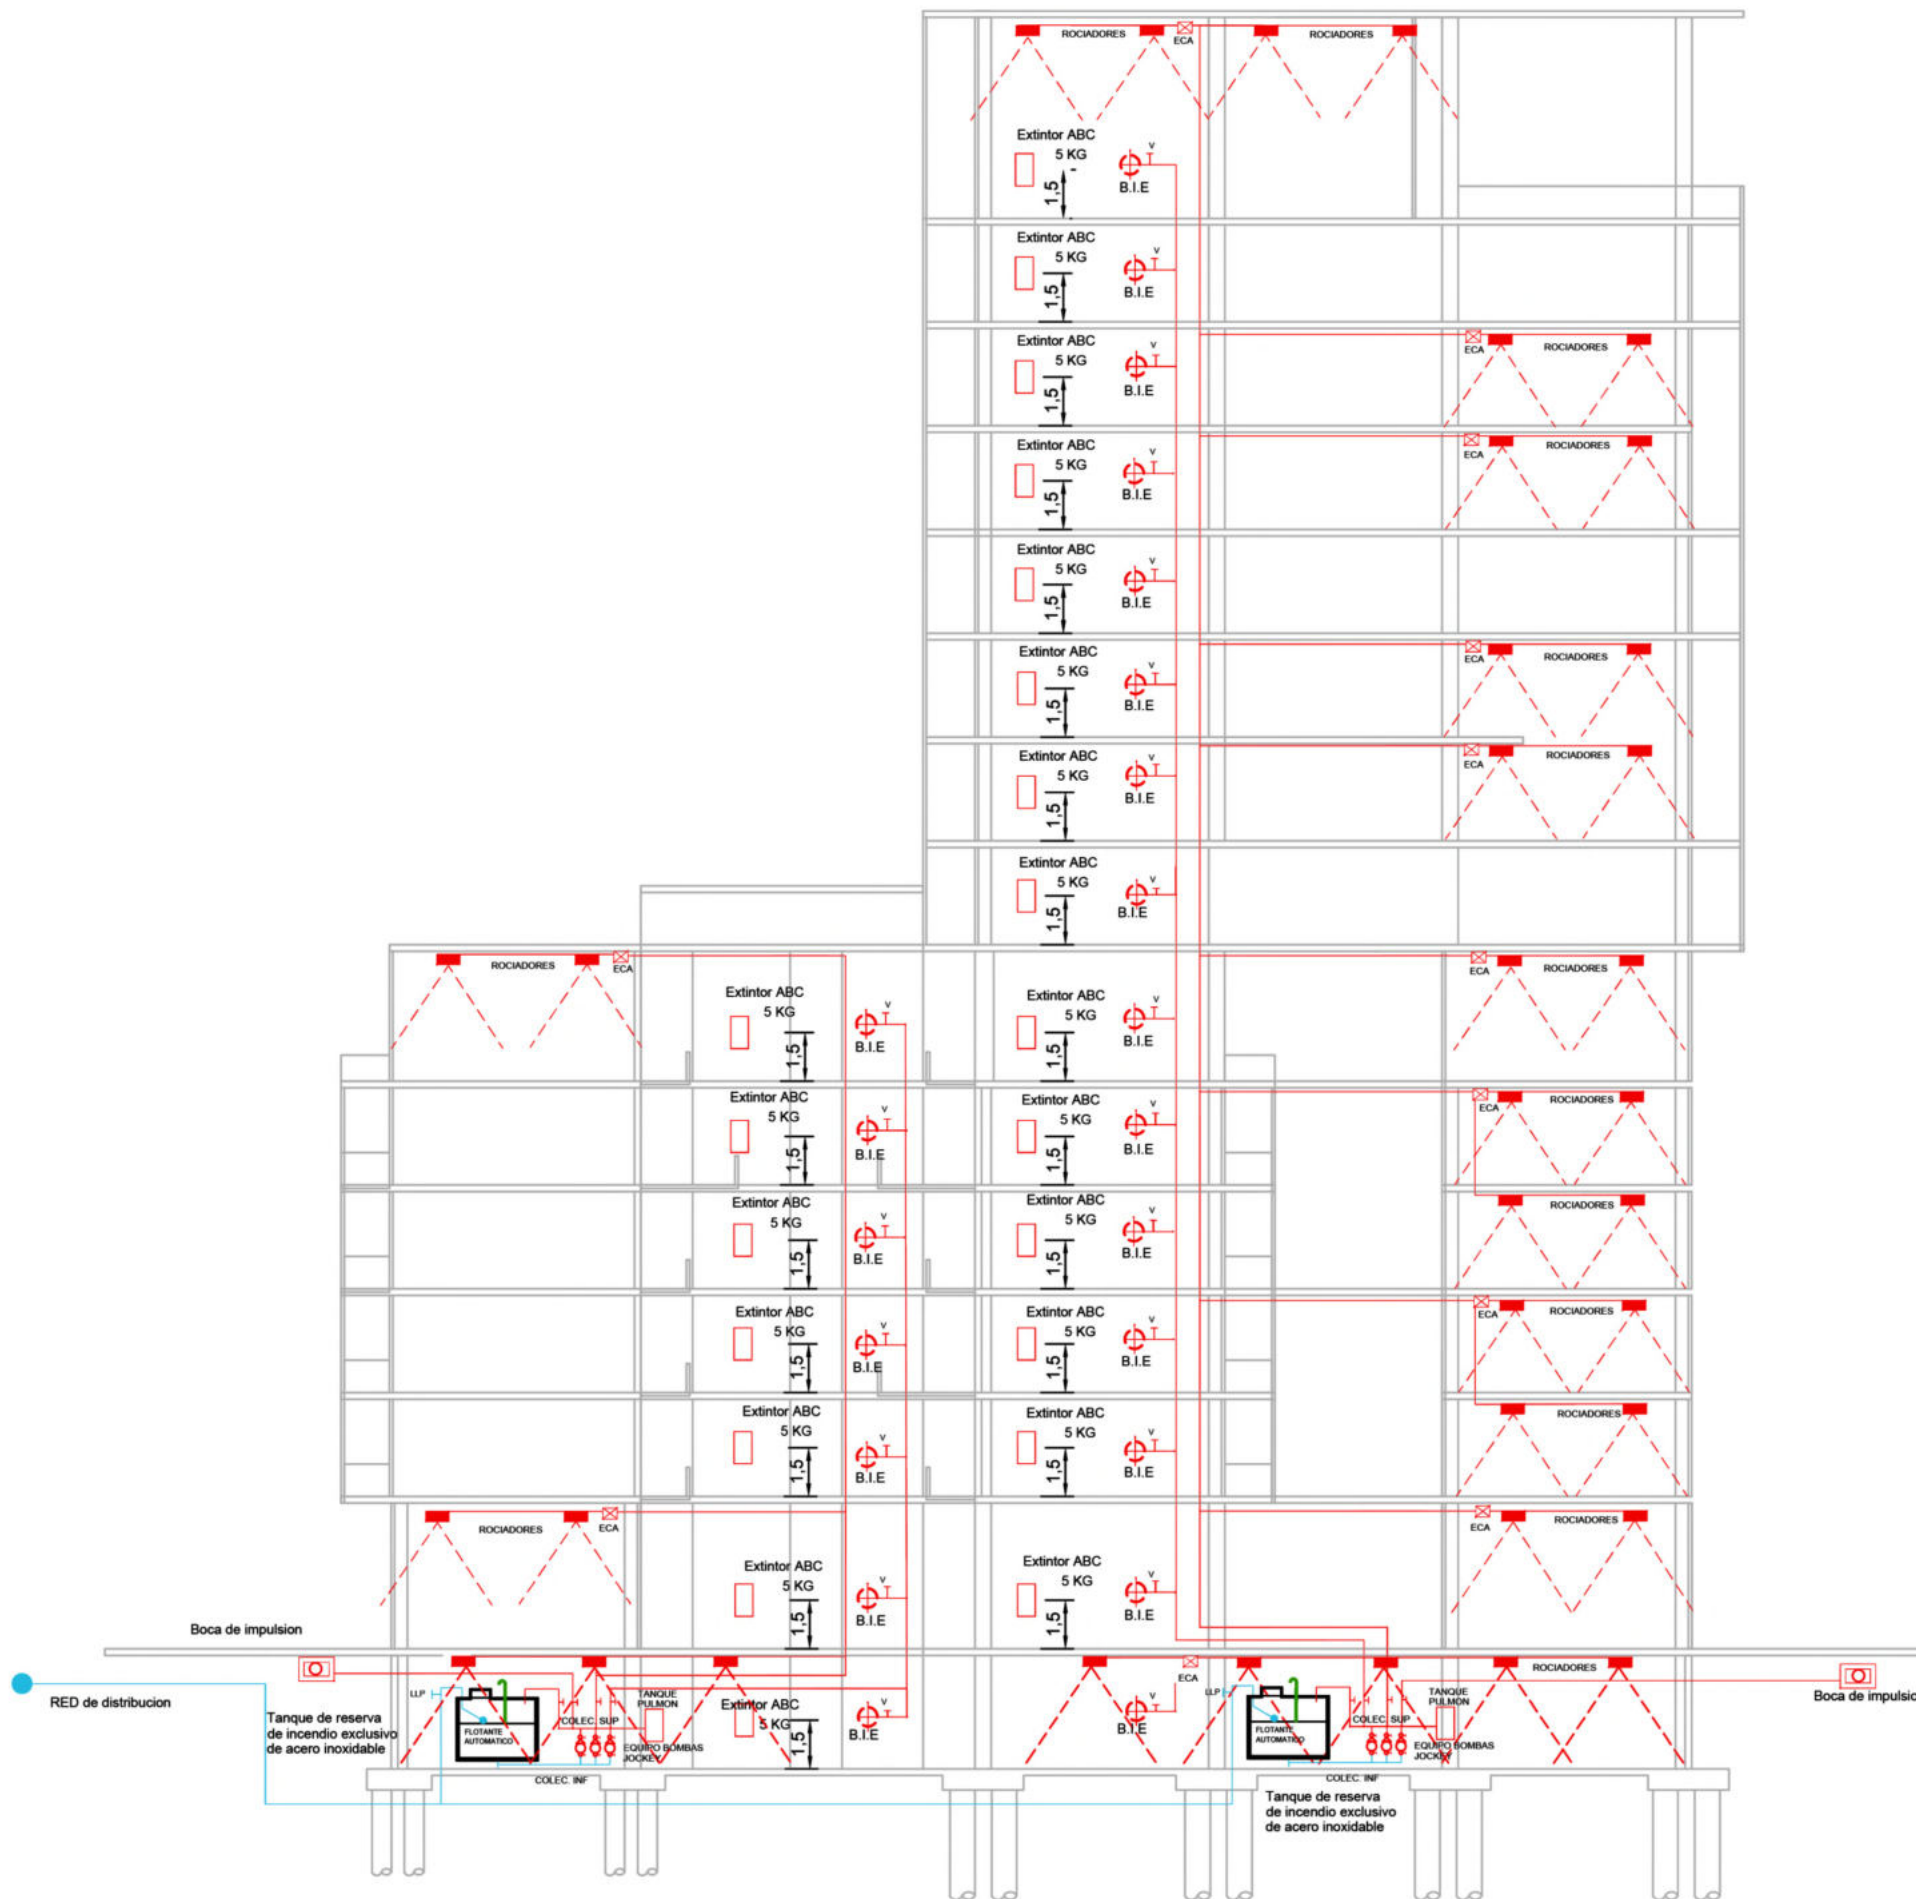 ROCIADORES
ECA
ROCIADORES
Extintor ABC
5 KG
1,5
V
B.I.E
Extintor ABC
5 KG
1,5
V
B.I.E
Extintor ABC
5 KG
1,5
V
B.I.E
ECA
ROCIADORES
Extintor ABC
5 KG
1,5
V
B.I.E
ECA
ROCIADORES
Extintor ABC
5 KG
1,5
V
B.I.E
Extintor ABC
5 KG
1,5
V
B.I.E
ECA
ROCIADORES
Extintor ABC
5 KG
1,5
V
B.I.E
ECA
ROCIADORES
Extintor ABC
5 KG
1,5
V
B.I.E
ROCIADORES
ECA
Extintor ABC
5 KG
1,5
V
B.I.E
Extintor ABC
5 KG
1,5
V
B.I.E
ECA
ROCIADORES
Extintor ABC
5 KG
1,5
V
B.I.E
Extintor ABC
5 KG
1,5
V
B.I.E
ECA
ROCIADORES
Extintor ABC
5 KG
1,5
V
B.I.E
Extintor ABC
5 KG
1,5
V
B.I.E
ROCIADORES
Extintor ABC
5 KG
1,5
V
B.I.E
Extintor ABC
5 KG
1,5
V
B.I.E
ECA
ROCIADORES
Extintor ABC
5 KG
1,5
V
B.I.E
Extintor ABC
5 KG
1,5
V
B.I.E
ROCIADORES
ROCIADORES
ECA
Extintor ABC
5 KG
1,5
V
B.I.E
Extintor ABC
5 KG
1,5
V
B.I.E
ECA
ROCIADORES
Boca de impulsion
RED de distribucion
Tanque de reserva
de incendio exclusivo
de acero inoxidable
LLP
FLOTANTE
AUTOMATICO
COLEC. SUP
TANQUE
PULMON
EQUIPO BOMBAS
JOCKEY
COLEC. INF
Extintor ABC
5 KG
1,5
V
B.I.E
ECA
B.I.E
LLP
FLOTANTE
AUTOMATICO
COLEC. SUP
TANQUE
PULMON
EQUIPO BOMBAS
JOCKEY
COLEC. INF
ROCIADORES
Boca de impulsio
Tanque de reserva
de incendio exclusivo
de acero inoxidable